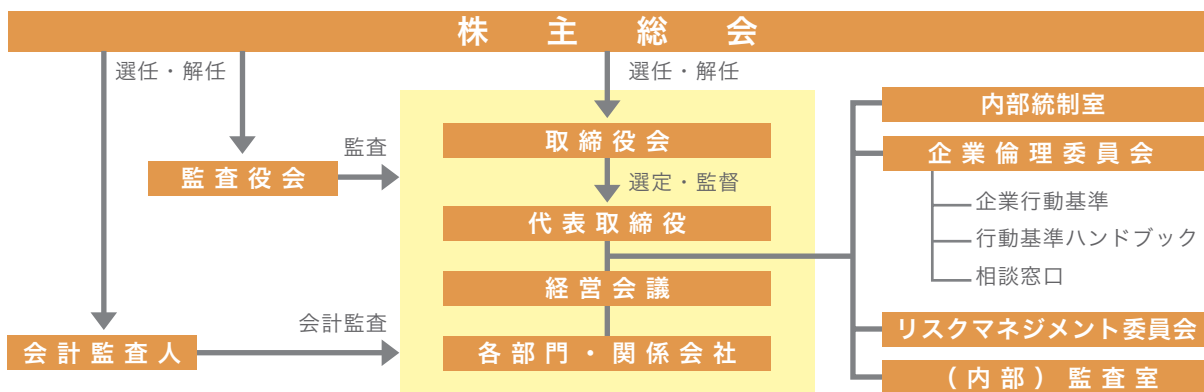 株主総会
選任・解任
選任・解任
取締役会
監査
監査役会
選定・監督
代表取締役
経営会議
会計監査
会計監査人
各部門・関係会社
内部統制室
企業倫理委員会
企業行動基準
行動基準ハンドブック
相談窓口
リスクマネジメント委員会
（内部）監査室